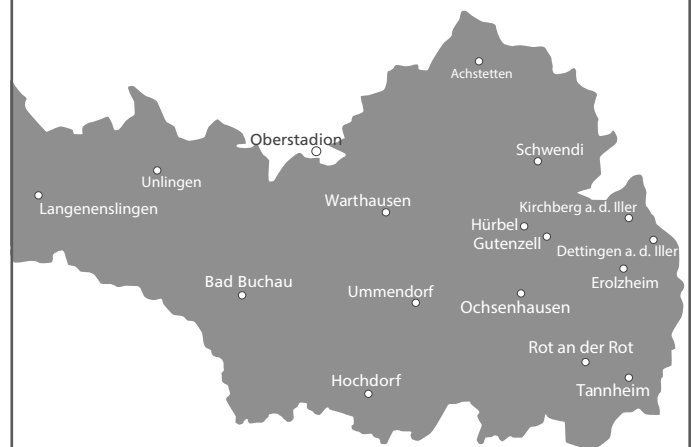 Achstetten
Oberstadion
Schwendi
Unlingen
Langenenslingen
Warthausen
Kirchberg a. d. Iller
Hürbel
Gutenzell
Dettingen a. d. Iller
Bad Buchau
Erolzheim
Ummendorf
Ochsenhausen
Rot an der Rot
Hochdorf
Tannheim